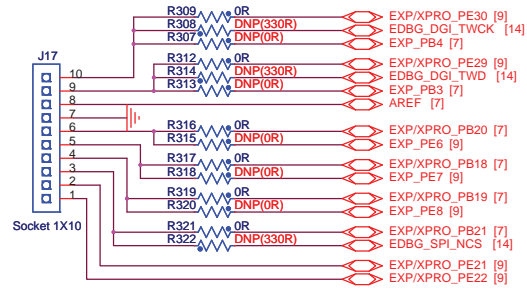 R309 0R EXP/XPRO_PE30 [9]
R308 DNP(330R) EDBG_DGI_TWCK [14]
R307 DNP(0R) EXP_PB4 [7]
J17
R312 0R EXP/XPRO_PE29 [9]
10 R314 DNP(330R) EDBG_DGI_TWD [14]
9 R313 DNP(0R) EXP_PB3 [7]
8 AREF [7]
7
6 R316 0R EXP/XPRO_PB20 [7]
5 R315 DNP(0R) EXP_PE6 [9]
4 R317 0R EXP/XPRO_PB18 [7]
3 R318 DNP(0R) EXP_PE7 [9]
2 R319 0R EXP/XPRO_PB19 [7]
1 R320 DNP(0R) EXP_PE8 [9]
Socket 1X10 R321 0R EXP/XPRO_PB21 [7]
R322 DNP(330R) EDBG_SPI_NCS [14]
EXP/XPRO_PE21 [9]
EXP/XPRO_PE22 [9]